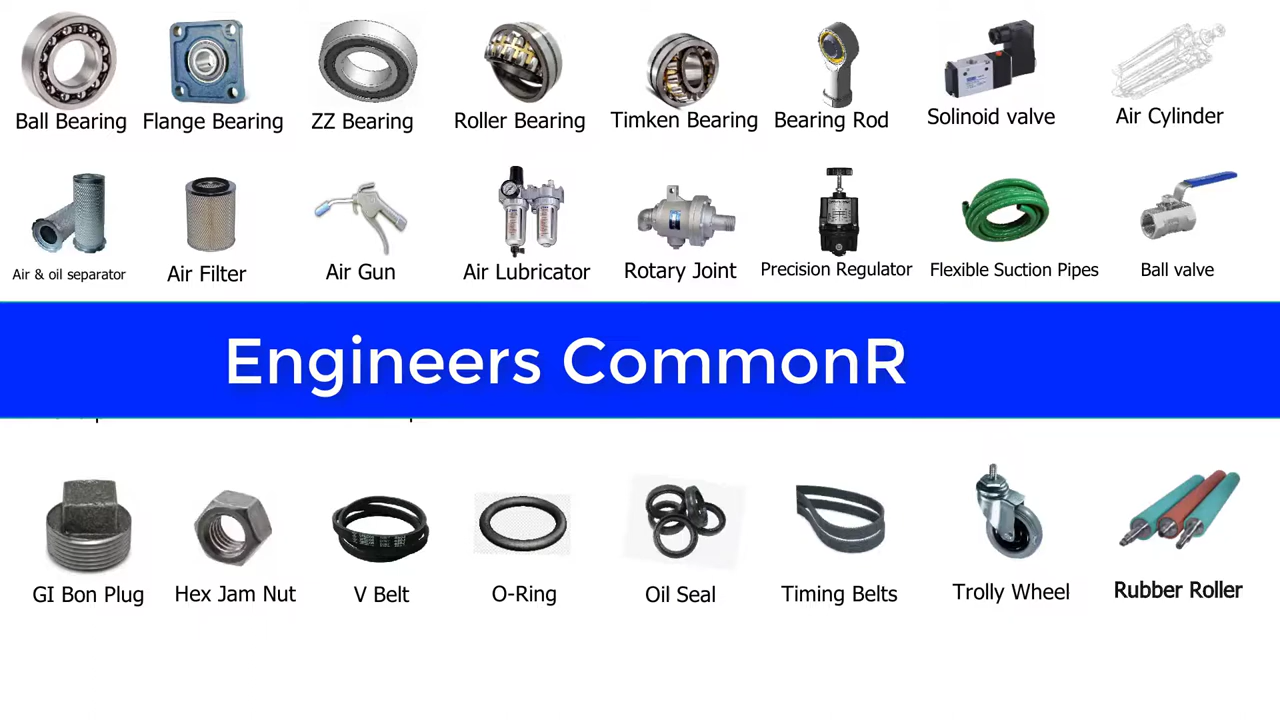 Ball Bearing Flange Bearing ZZ Bearing Roller Bearing Timken Bearing Bearing Rod Solinoid valve Air Cylinder
Air & oil separator Air Filter Air Gun Air Lubricator Rotary Joint Precision Regulator Flexible Suction Pipes Ball valve
Engineers CommonR
GI Bon Plug Hex Jam Nut V Belt O-Ring Oil Seal Timing Belts Trolly Wheel Rubber Roller